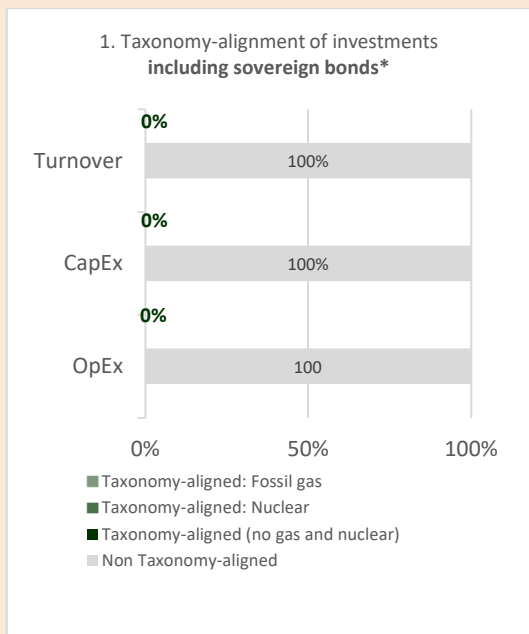 1. Taxonomy-alignment of investments
including sovereign bonds*
0%
Turnover 100%
0%
CapEx 100%
0%
OpEx 100
0% 50% 100%
Taxonomy-aligned: Fossil gas
Taxonomy-aligned: Nuclear
Taxonomy-aligned (no gas and nuclear)
Non Taxonomy-aligned